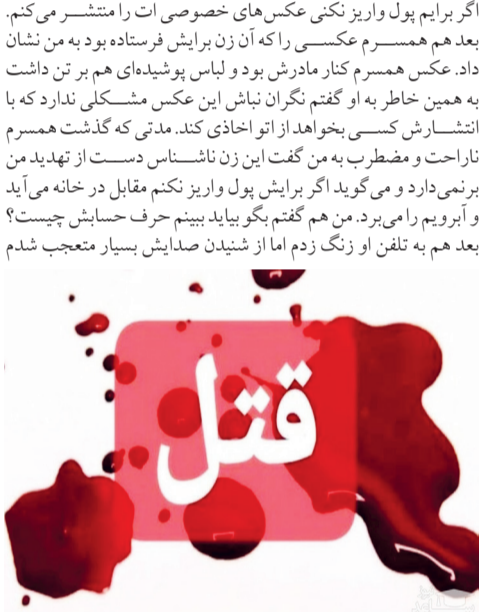 اگر برایم پول واریز نکنی عکس‌های خصوصی ات را منتشر می‌کنم.
بعد هم همسرم عکسی را که آن زن برایش فرستاده بود به من نشان
داد. عکس همسرم کنار مادرش بود و لباس پوشیده‌ای هم بر تن داشت
به همین خاطر به او گفتم نگران نباش این عکس مشکلی ندارد که با
انتشارش کسی بخواهد از اتو اخاذی کند. مدتی که گذشت همسرم
ناراحت و مضطرب به من گفت این زن ناشناس دست از تهدید من
برنمی‌دارد و می‌گوید اگر برایش پول واریز نکنم مقابل در خانه می‌آید
و آبرویم را می‌برد. من هم گفتم بگو بیاید ببینم حرف حسابش چیست؟
بعد هم به تلفن او زنگ زدم اما از شنیدن صدایش بسیار متعجب شدم
قتل